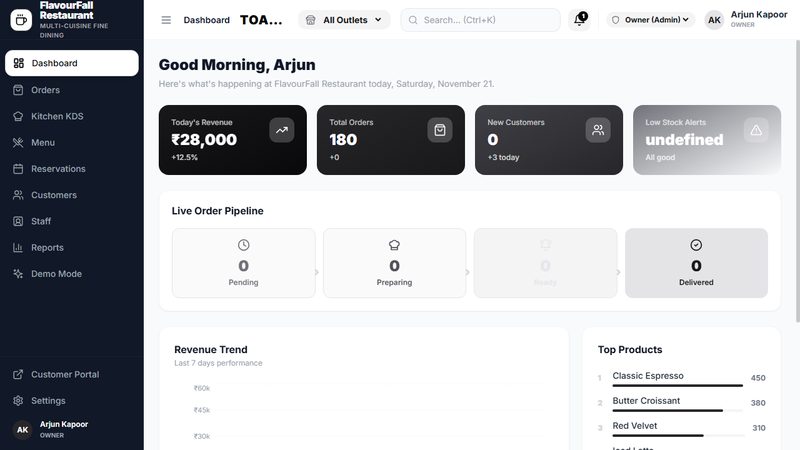 FlavourFall
Restaurant
MULTI-CUISINE FINE
DINING
Dashboard
Orders
Kitchen KDS
Menu
Reservations
Customers
Staff
Reports
Demo Mode
Customer Portal
Settings
AK
Arjun Kapoor
OWNER
Dashboard
TOA...
All Outlets
Search... (Ctrl+K)
1
Owner (Admin)
AK
Arjun Kapoor
OWNER
Good Morning, Arjun
Here's what's happening at FlavourFall Restaurant today, Saturday, November 21.
Today's Revenue
₹28,000
+12.5%
Total Orders
180
+0
New Customers
0
+3 today
Low Stock Alerts
undefined
All good
Live Order Pipeline
0
Pending
0
Preparing
0
Ready
0
Delivered
Revenue Trend
Last 7 days performance
₹60k
₹45k
₹30k
Top Products
1 Classic Espresso 450
2 Butter Croissant 380
3 Red Velvet 310